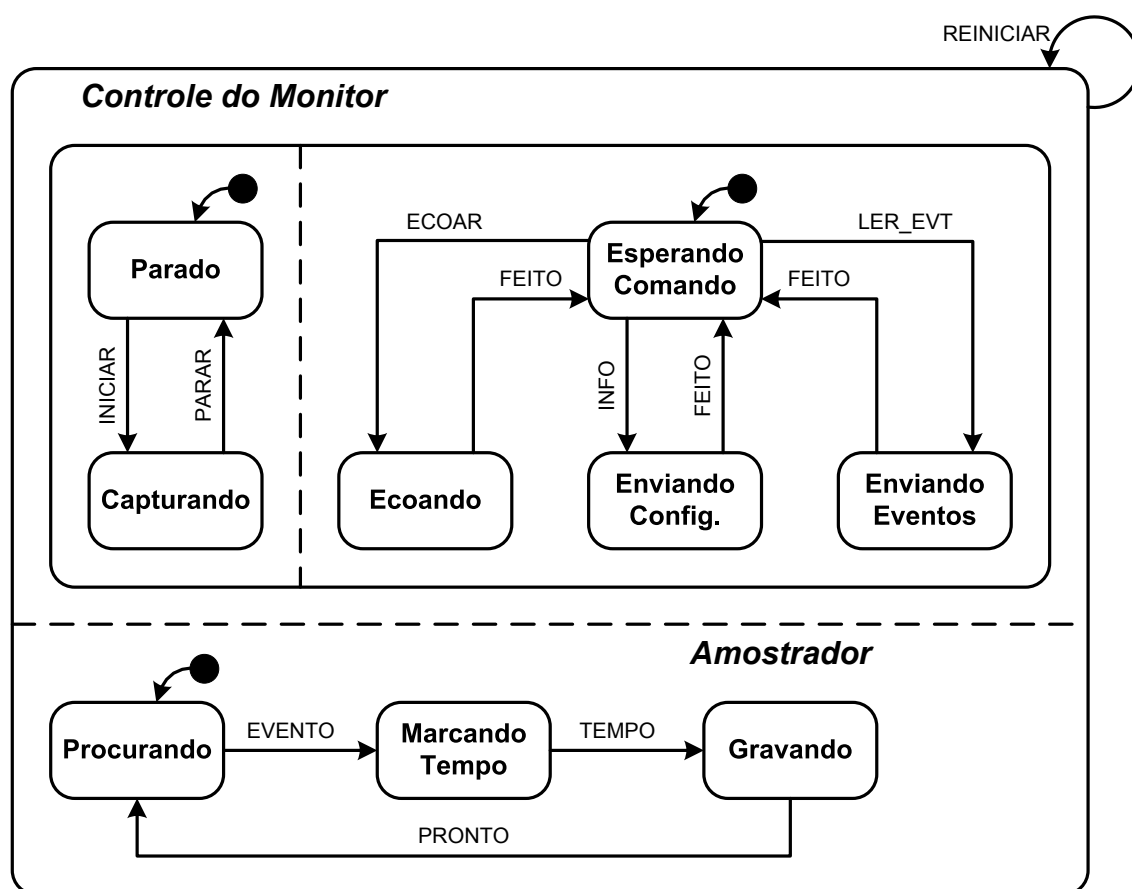 REINICIAR
Controle do Monitor
Parado
INICIAR
PARAR
Capturando
ECOAR
Esperando
Comando
LER_EVT
FEITO
FEITO
INFO
FEITO
Ecoando
Enviando
Config.
Enviando
Eventos
Amostrador
Procurando
EVENTO
Marcando
Tempo
TEMPO
Gravando
PRONTO